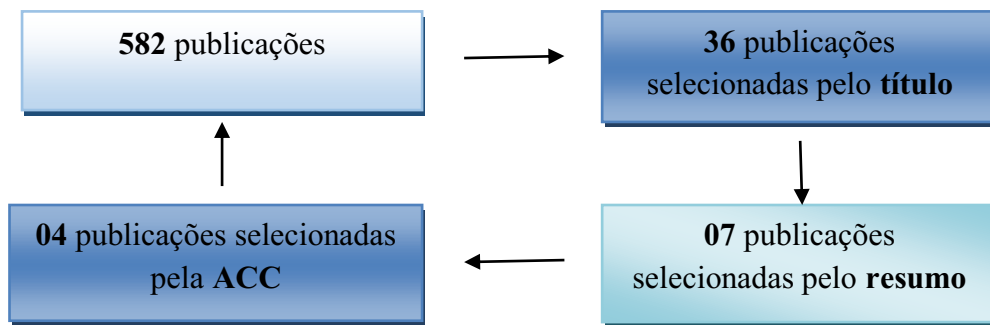 582 publicações
36 publicações
selecionadas pelo título
07 publicações
selecionadas pelo resumo
04 publicações selecionadas
pela ACC